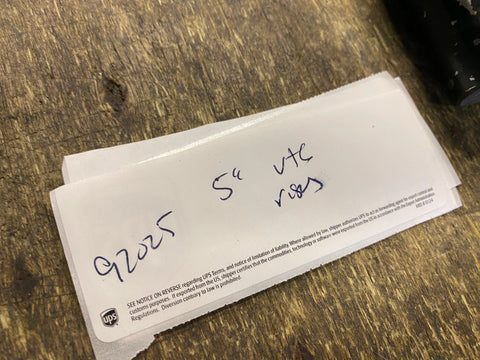 G2025 5" vtc
rises
SEE NOTICE ON REVERSE regarding UPS Terms, and notice of limitation of liability. Where allowed by law, shipper authorizes UPS to act as forwarding agent for export control and
customs purposes. If exported from the US, shipper certifies that the commodities, technology or software were exported from the US in accordance with the Export Administration
Regulations. Diversion contrary to law is prohibited.
ups